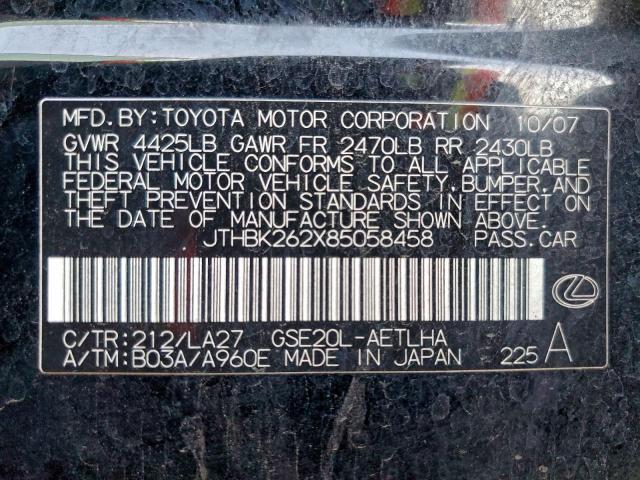 MFD. BY: TOYOTA MOTOR CORPORATION 10/07
GVWR 4425LB GAWR FR 2470LB RR 2430LB
THIS VEHICLE CONFORMS TO ALL APPLICABLE
FEDERAL MOTOR VEHICLE SAFETY, BUMPER, AND
THEFT PREVENTION STANDARDS IN EFFECT ON
THE DATE OF MANUFACTURE SHOWN ABOVE.
JTHBK262X85058458 PASS. CAR
C/TR: 212/LA27 GSE20L-AETLHA
A/TM: B03A/A960E MADE IN JAPAN 225 A